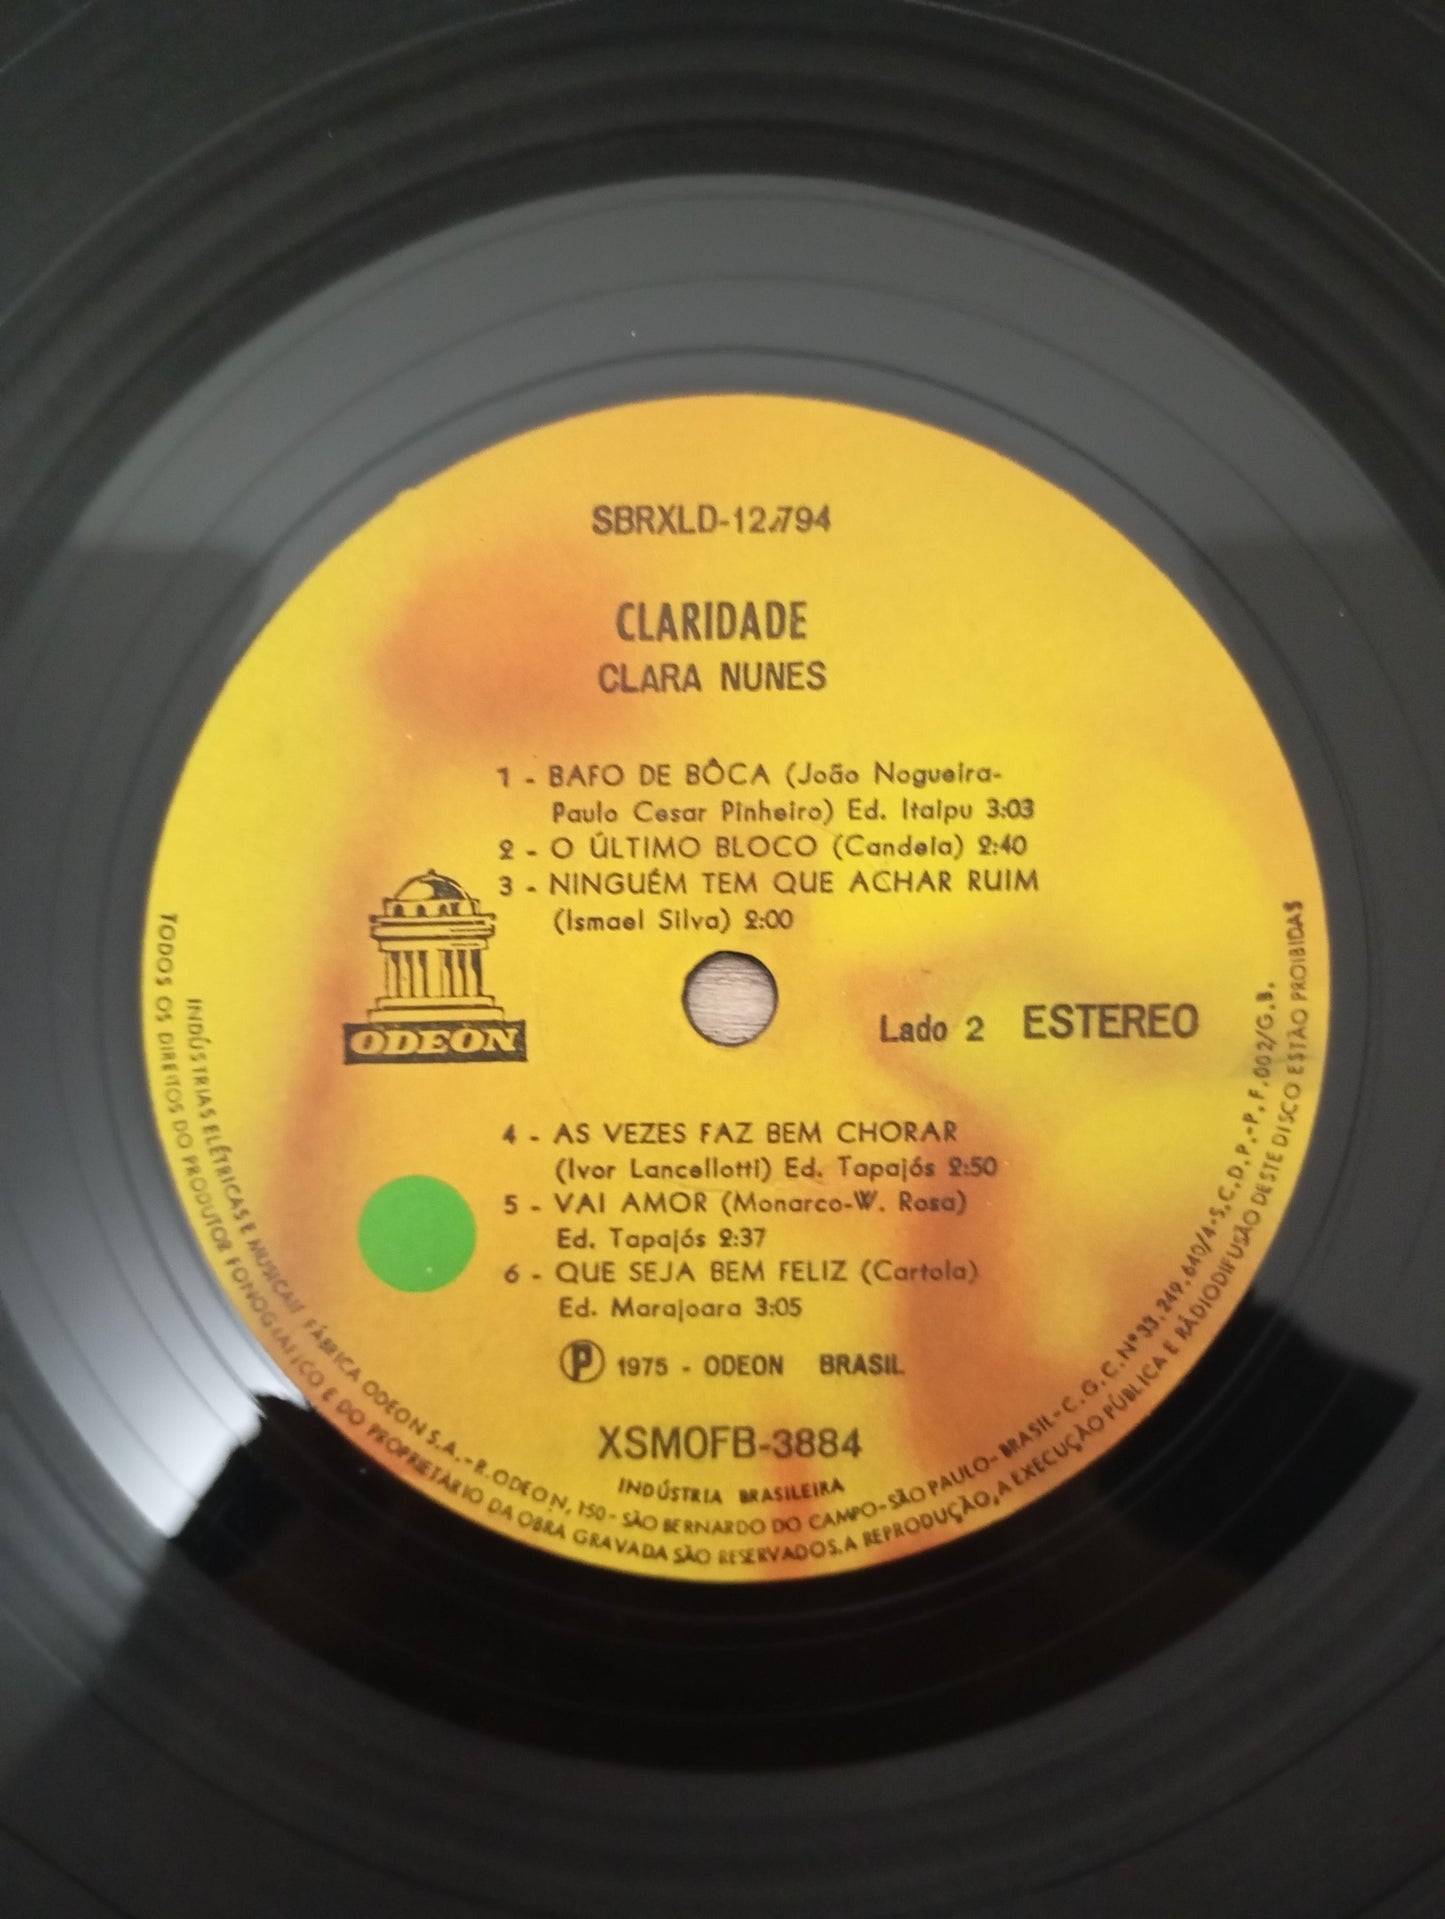 SBRXLD-12.794
CLARIDADE
CLARA NUNES
1 - BAFO DE BÔCA (João Nogueira-
Paulo Cesar Pinheiro) Ed. Itaipu 3:03
2 - O ÚLTIMO BLOCO (Candeia) 2:40
3 - NINGUÉM TEM QUE ACHAR RUIM
(Ismael Silva) 2:00
ODEON
Lado 2 ESTEREO
4 - AS VEZES FAZ BEM CHORAR
(Ivor Lancellotti) Ed. Tapajós 2:50
5 - VAI AMOR (Monarco-W. Rosa)
Ed. Tapajós 2:37
6 - QUE SEJA BEM FELIZ (Cartola)
Ed. Marajoara 3:05
Ⓟ 1975 - ODEON BRASIL
XSMOFB-3884
INDÚSTRIA BRASILEIRA
INDÚSTRIAS ELÉTRICAS E MUSICAIS FÁBRICA ODEON S.A.-R. ODEON, 150 - SÃO BERNARDO DO CAMPO-SÃO PAULO-BRASIL-C.G.C. Nº 33.249.640/4-S.C.D.P.-P.F. 002/G.B.
TODOS OS DIREITOS DO PRODUTOR FONOGRÁFICO E DO PROPRIETÁRIO DA OBRA GRAVADA SÃO RESERVADOS. A REPRODUÇÃO, A EXECUÇÃO PÚBLICA E RÁDIODIFUSÃO DESTE DISCO ESTÃO PROIBIDAS